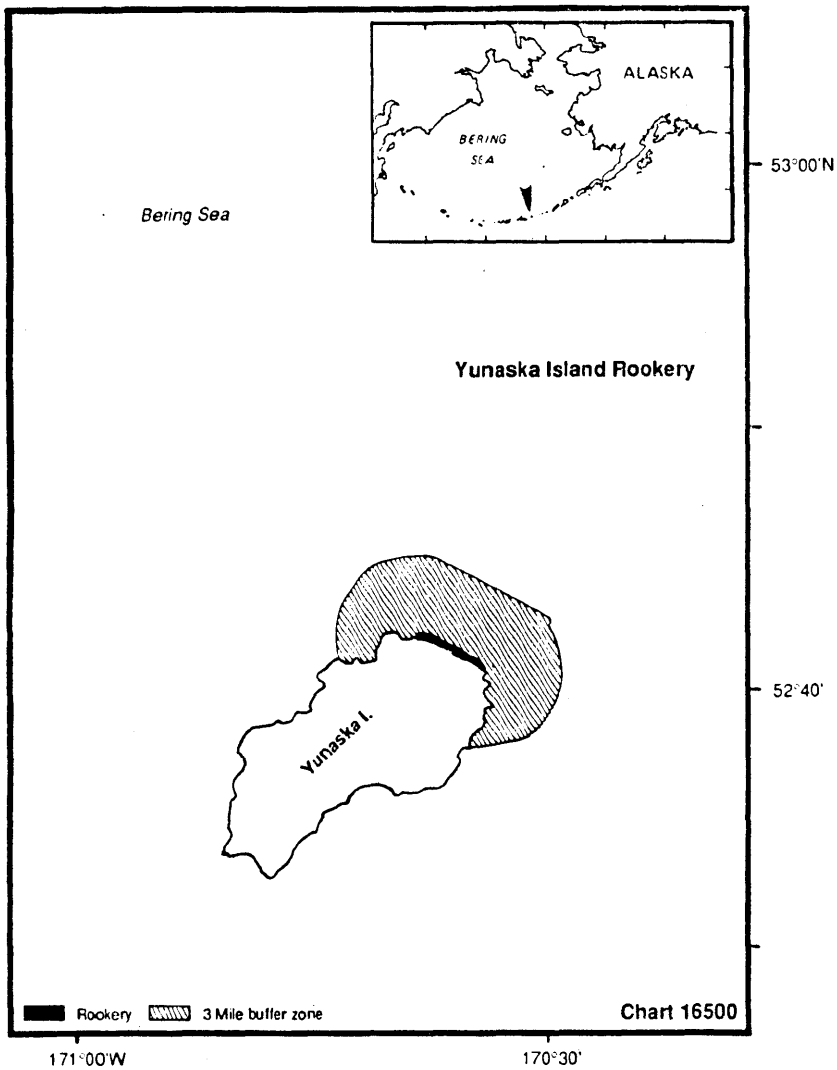 ALASKA
BERING
SEA
53°00'N
Bering Sea
Yunaska Island Rookery
52°40'
Yunaska I.
Rookery
3 Mile buffer zone
Chart 16500
171°00'W
170°30'